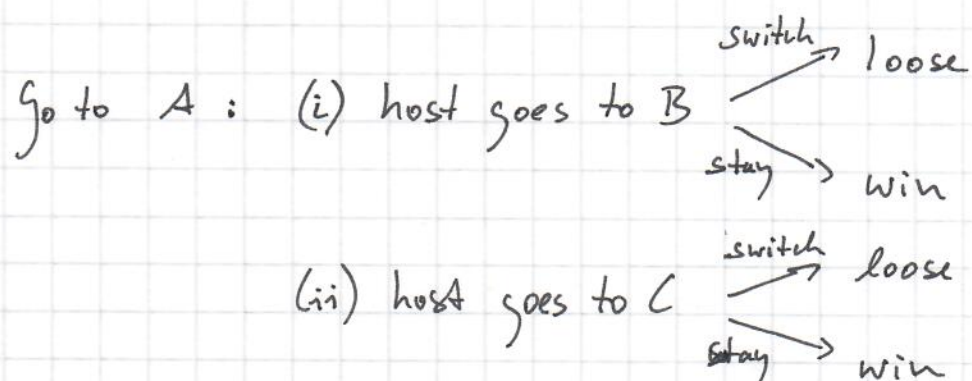 switch
loose
Go to A : (i) host goes to B
stay
win
switch
loose
(ii) host goes to C
stay
win